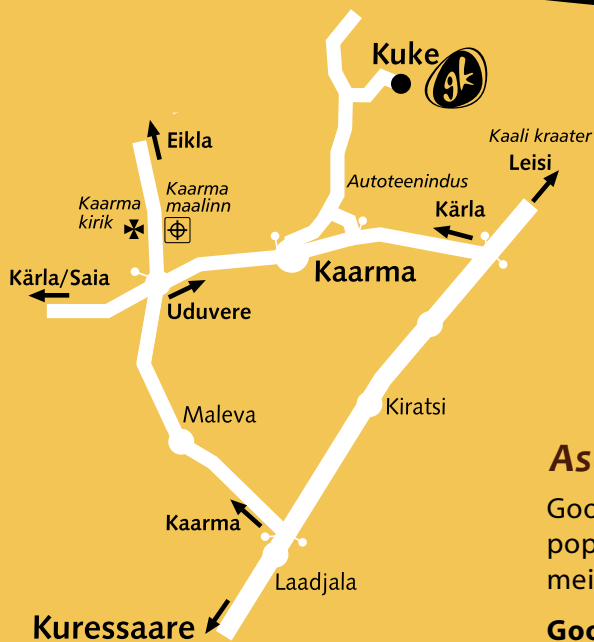 Kuke
gk
Eikla
Kaali kraater
Leisi
Kaarma
kirik
Kaarma
maalinn
Autoteenindus
Kärla
Kärla/Saia
Kaarma
Uduvere
Maleva
Kiratsi
Kaarma
Laadjala
Kuressaare
As
Goo
pop
mei
Goo